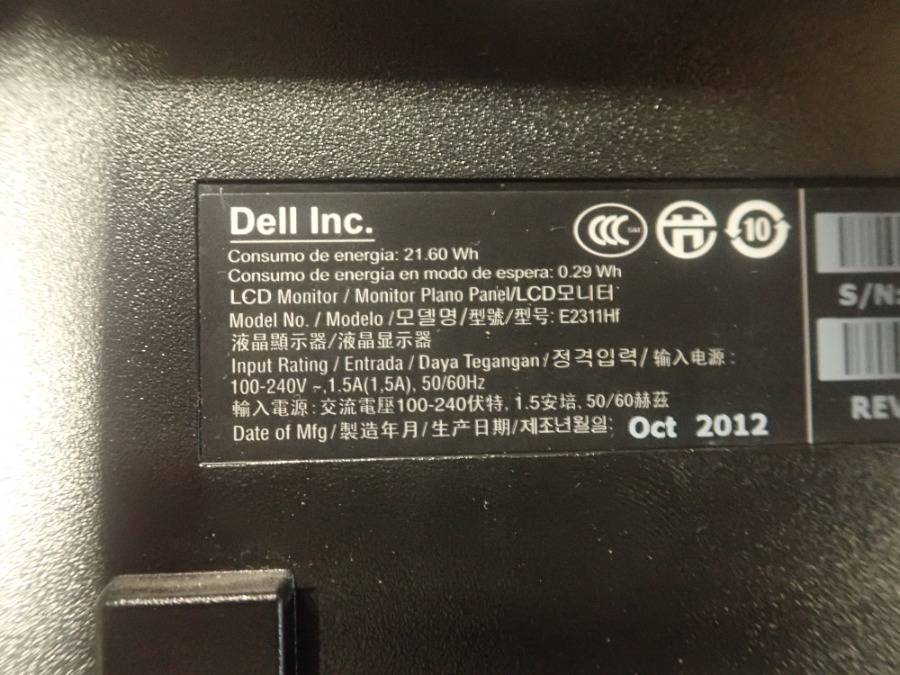 Dell Inc.
CCC S&E
10
Consumo de energia: 21.60 Wh
Consumo de energía en modo de espera: 0.29 Wh
LCD Monitor / Monitor Plano Panel/LCD모니터
Model No. / Modelo /모델명/型號/型号: E2311Hf
液晶顯示器/液晶显示器
Input Rating / Entrada / Daya Tegangan/정격입력/ 输入电源:
100-240V ~,1.5A(1,5A), 50/60Hz
輸入電源: 交流電壓100-240伏特, 1.5安培, 50/60赫茲
Date of Mfg/製造年月/生产日期/제조년월일: Oct 2012
S/N:
REV